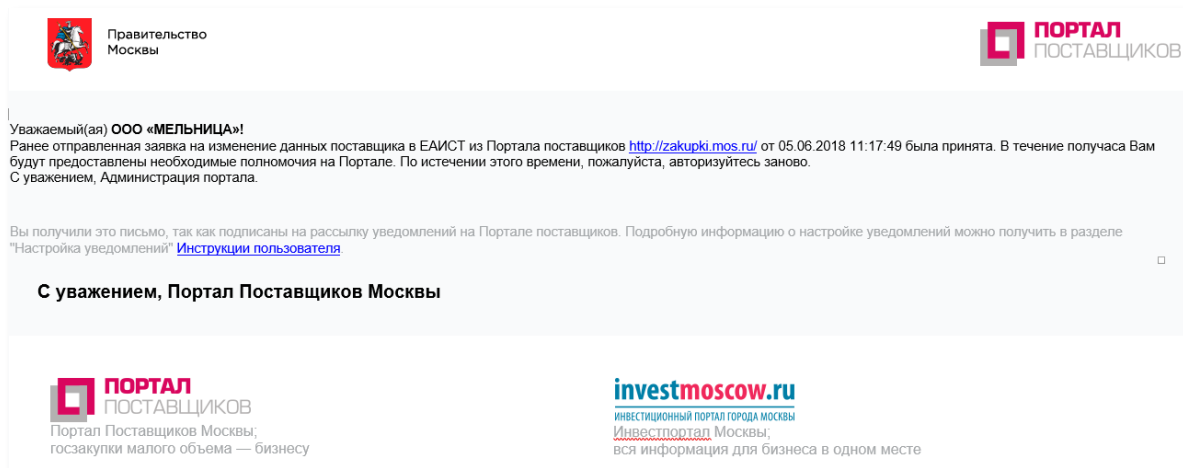 Правительство
Москвы
ПОРТАЛ
ПОСТАВЩИКОВ
Уважаемый(ая) ООО «МЕЛЬНИЦА»!
Ранее отправленная заявка на изменение данных поставщика в ЕАИСТ из Портала поставщиков http://zakupki.mos.ru/ от 05.06.2018 11:17:49 была принята. В течение получаса Вам
будут предоставлены необходимые полномочия на Портале. По истечении этого времени, пожалуйста, авторизуйтесь заново.
С уважением, Администрация портала.
Вы получили это письмо, так как подписаны на рассылку уведомлений на Портале поставщиков. Подробную информацию о настройке уведомлений можно получить в разделе
"Настройка уведомлений" Инструкции пользователя.
С уважением, Портал Поставщиков Москвы
ПОРТАЛ
ПОСТАВЩИКОВ
Портал Поставщиков Москвы;
госзакупки малого объема — бизнесу
investmoscow.ru
ИНВЕСТИЦИОННЫЙ ПОРТАЛ ГОРОДА МОСКВЫ
Инвестпортал Москвы;
вся информация для бизнеса в одном месте